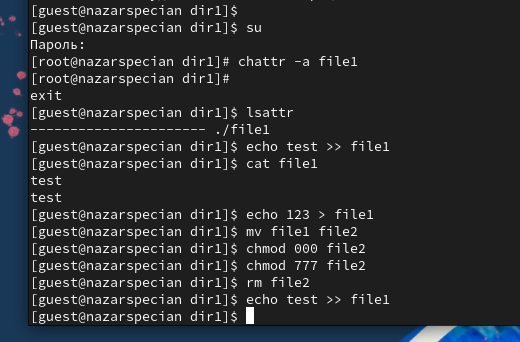 [guest@nazarspecian dir1]$
[guest@nazarspecian dir1]$ su
Пароль:
[root@nazarspecian dir1]# chattr -a file1
[root@nazarspecian dir1]#
exit
[guest@nazarspecian dir1]$ lsattr
---------------------- ./file1
[guest@nazarspecian dir1]$ echo test >> file1
[guest@nazarspecian dir1]$ cat file1
test
test
[guest@nazarspecian dir1]$ echo 123 > file1
[guest@nazarspecian dir1]$ mv file1 file2
[guest@nazarspecian dir1]$ chmod 000 file2
[guest@nazarspecian dir1]$ chmod 777 file2
[guest@nazarspecian dir1]$ rm file2
[guest@nazarspecian dir1]$ echo test >> file1
[guest@nazarspecian dir1]$